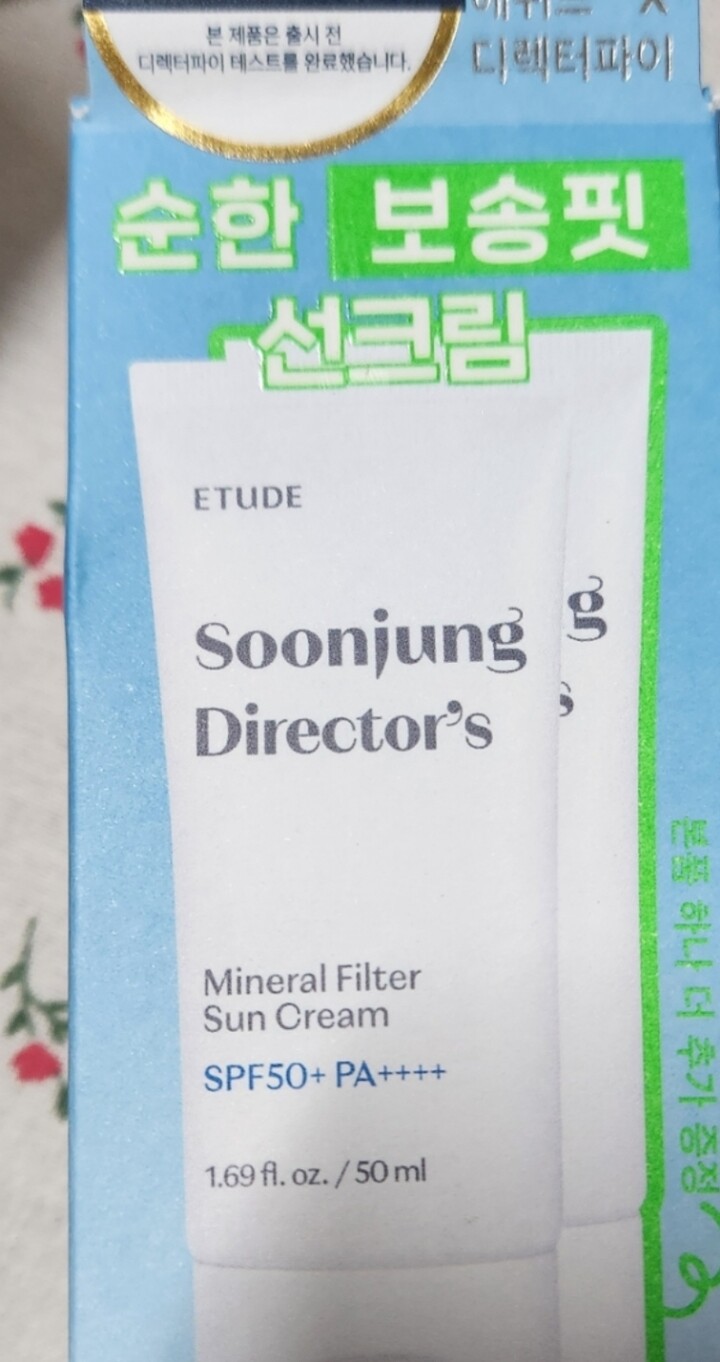 본 제품은 출시 전
디렉터파이 테스트를 완료했습니다.
X
디렉터파이
순한 보송핏
선크림
ETUDE
Soonjung
Director's
g
s
Mineral Filter
Sun Cream
SPF50+ PA++++
1.69 fl. oz. / 50 ml
본품 하나 더 추가 증정